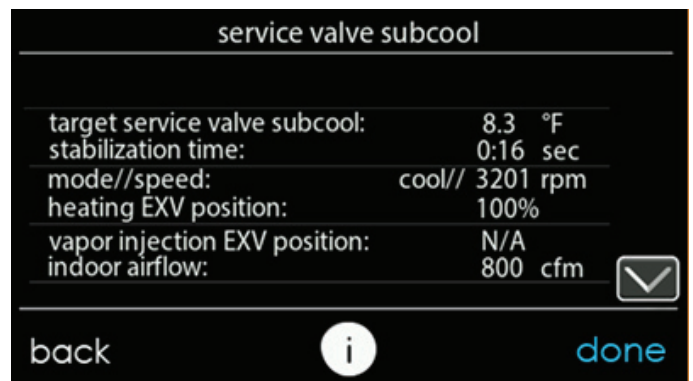 service valve subcool
target service valve subcool: 8.3 °F
stabilization time: 0:16 sec
mode//speed: cool// 3201 rpm
heating EXV position: 100%
vapor injection EXV position: N/A
indoor airflow: 800 cfm
back i done